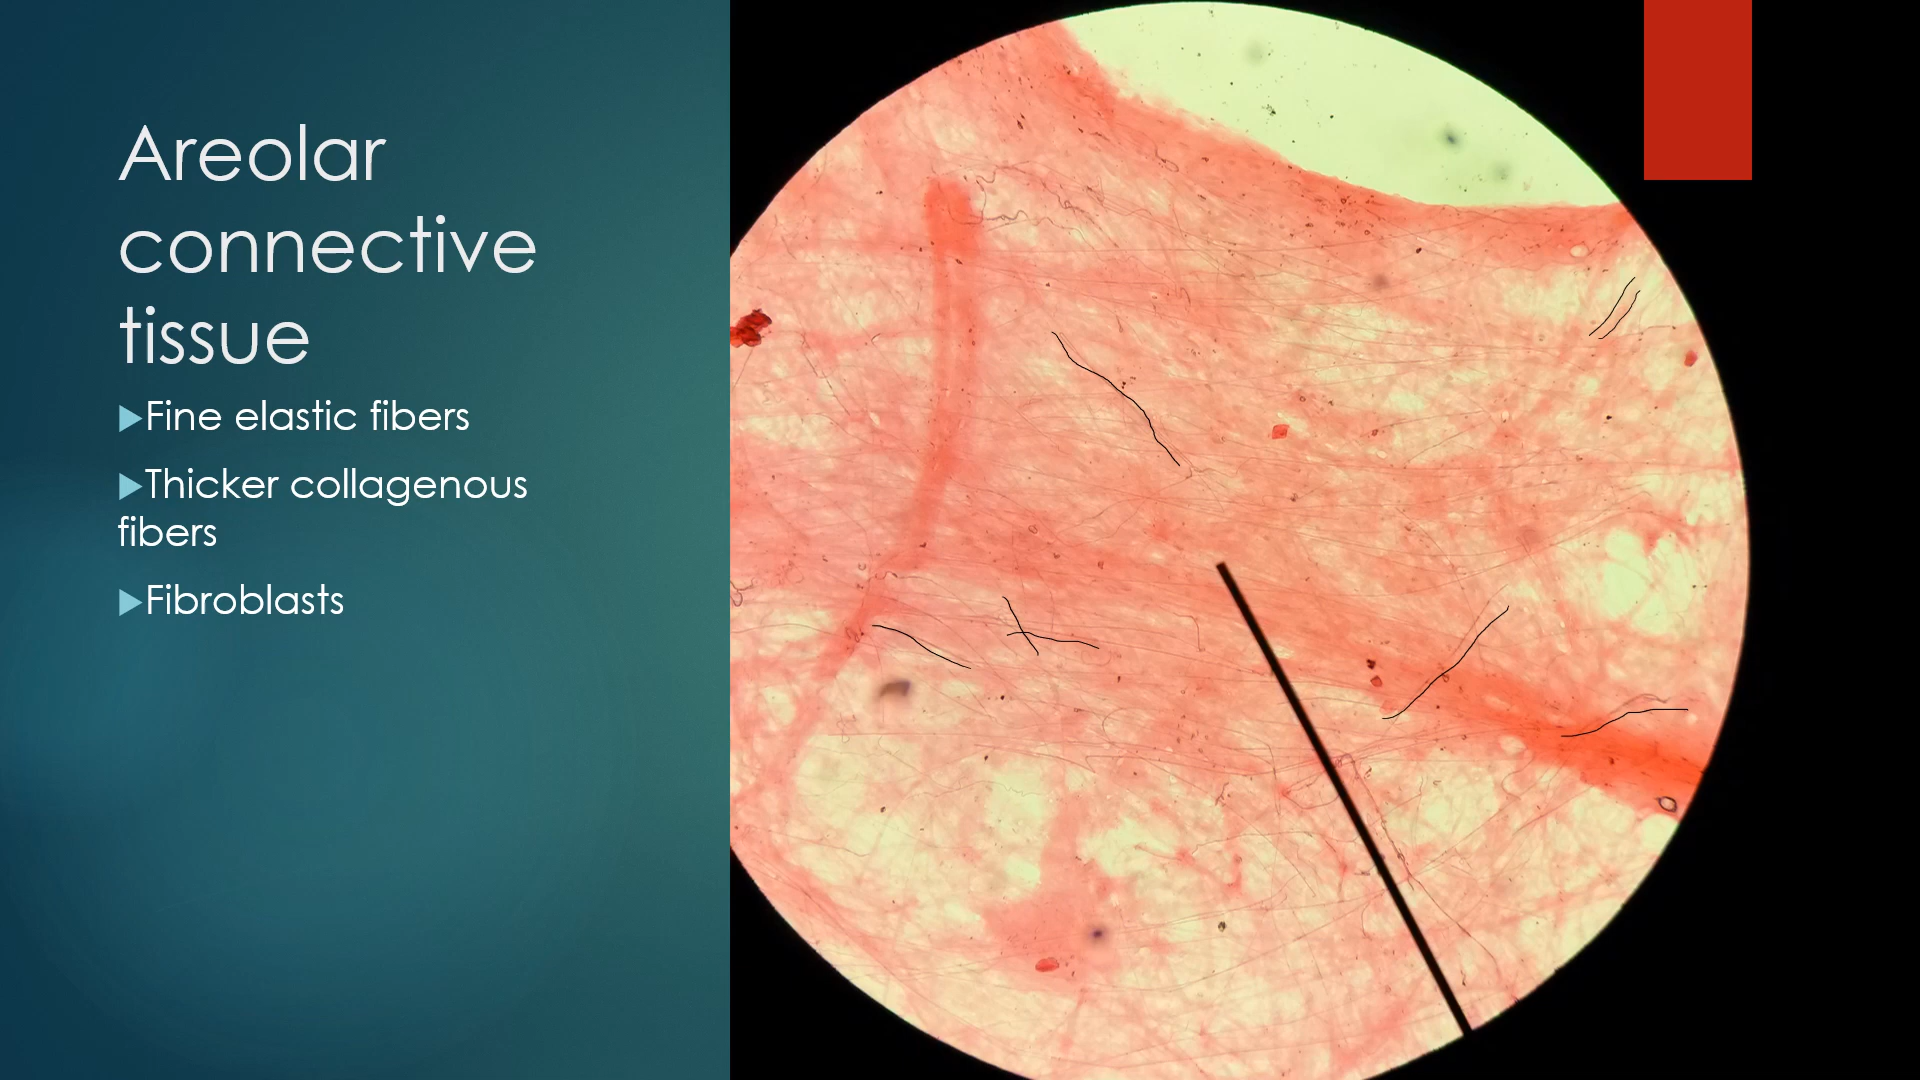 Areolar
connective
tissue
Fine elastic fibers
Thicker collagenous
fibers
Fibroblasts